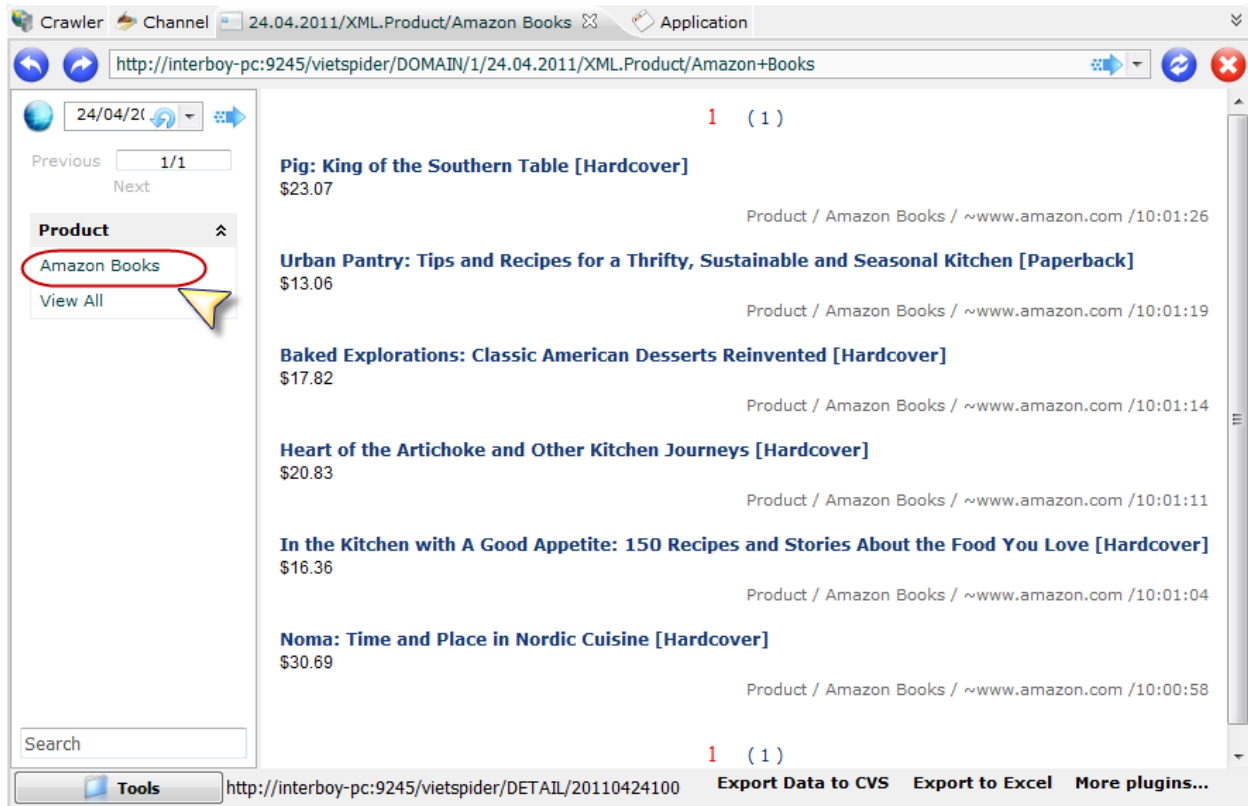 Crawler Channel 24.04.2011/XML.Product/Amazon Books Application
http://interboy-pc:9245/vietspider/DOMAIN/1/24.04.2011/XML.Product/Amazon+Books
24/04/20
Previous 1/1
Next
Product
Amazon Books
View All
Search
1 ( 1 )
Pig: King of the Southern Table [Hardcover]
$23.07
Product / Amazon Books / ~www.amazon.com /10:01:26
Urban Pantry: Tips and Recipes for a Thrifty, Sustainable and Seasonal Kitchen [Paperback]
$13.06
Product / Amazon Books / ~www.amazon.com /10:01:19
Baked Explorations: Classic American Desserts Reinvented [Hardcover]
$17.82
Product / Amazon Books / ~www.amazon.com /10:01:14
Heart of the Artichoke and Other Kitchen Journeys [Hardcover]
$20.83
Product / Amazon Books / ~www.amazon.com /10:01:11
In the Kitchen with A Good Appetite: 150 Recipes and Stories About the Food You Love [Hardcover]
$16.36
Product / Amazon Books / ~www.amazon.com /10:01:04
Noma: Time and Place in Nordic Cuisine [Hardcover]
$30.69
Product / Amazon Books / ~www.amazon.com /10:00:58
1 ( 1 )
Tools http://interboy-pc:9245/vietspider/DETAIL/20110424100 Export Data to CVS Export to Excel More plugins...